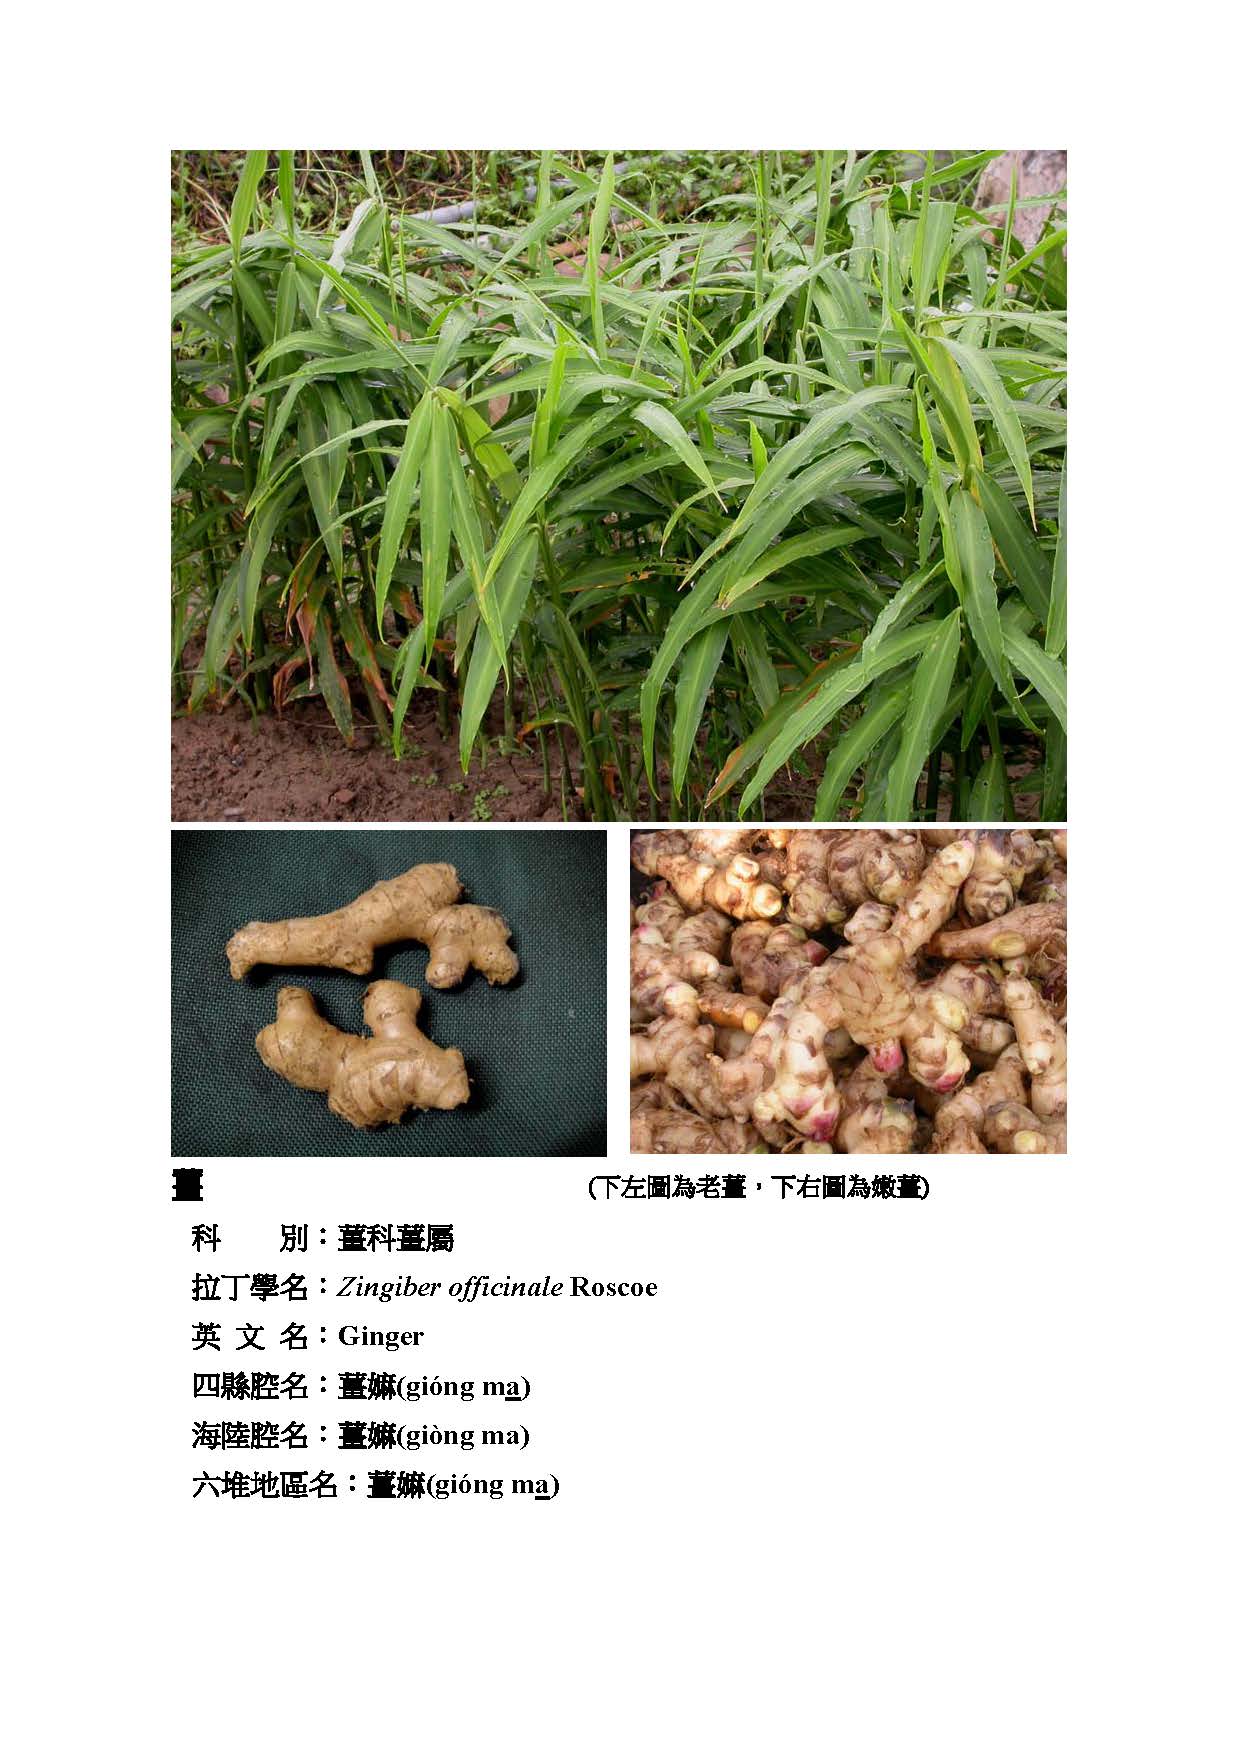 薑 (下左圖為老薑，下右圖為嫩薑)
科　　別：薑科薑屬
拉丁學名：Zingiber officinale Roscoe
英 文 名：Ginger
四縣腔名：薑嫲(gióng ma)
海陸腔名：薑嫲(giòng ma)
六堆地區名：薑嫲(gióng ma)